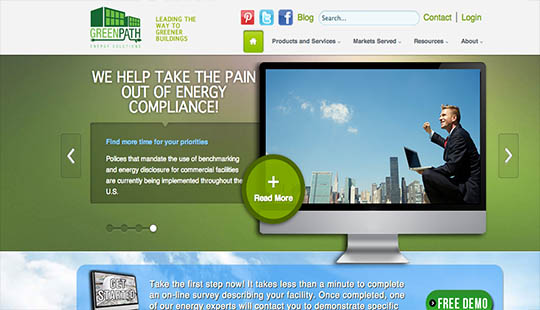 GREENPATH
ENERGY SOLUTIONS
LEADING THE
WAY TO
GREENER
BUILDINGS
Blog
Search...
Contact | Login
Products and Services
Markets Served
Resources
About
WE HELP TAKE THE PAIN
OUT OF ENERGY
COMPLIANCE!
Find more time for your priorities
Polices that mandate the use of benchmarking
and energy disclosure for commercial facilities
are currently being implemented throughout the
U.S.
+
Read More
GET
STARTED
Take the first step now! It takes less than a minute to complete
an on-line survey describing your facility. Once completed, one
of our energy experts will contact you to demonstrate specific
FREE DEMO